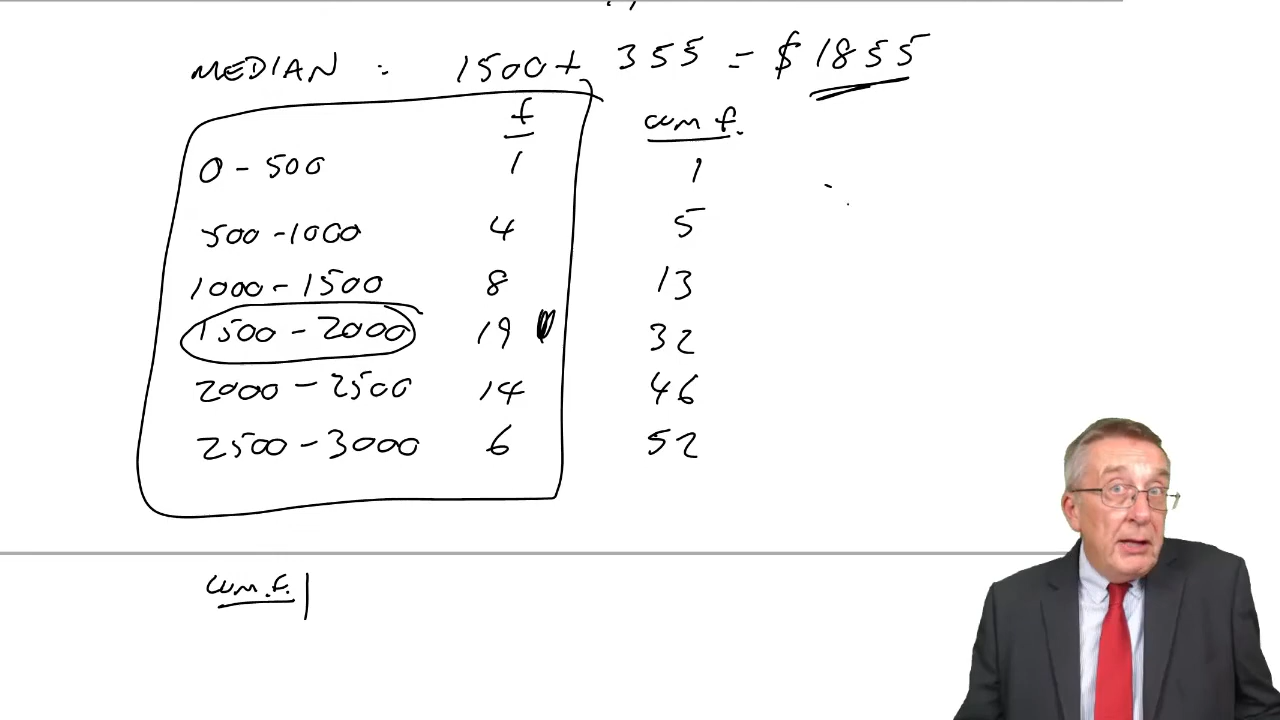 MEDIAN : 1500 + 355 = $1855
f cum f.
0 - 500 1 1
500 - 1000 4 5
1000 - 1500 8 13
1500 - 2000 19 32
2000 - 2500 14 46
2500 - 3000 6 52
cum.f.